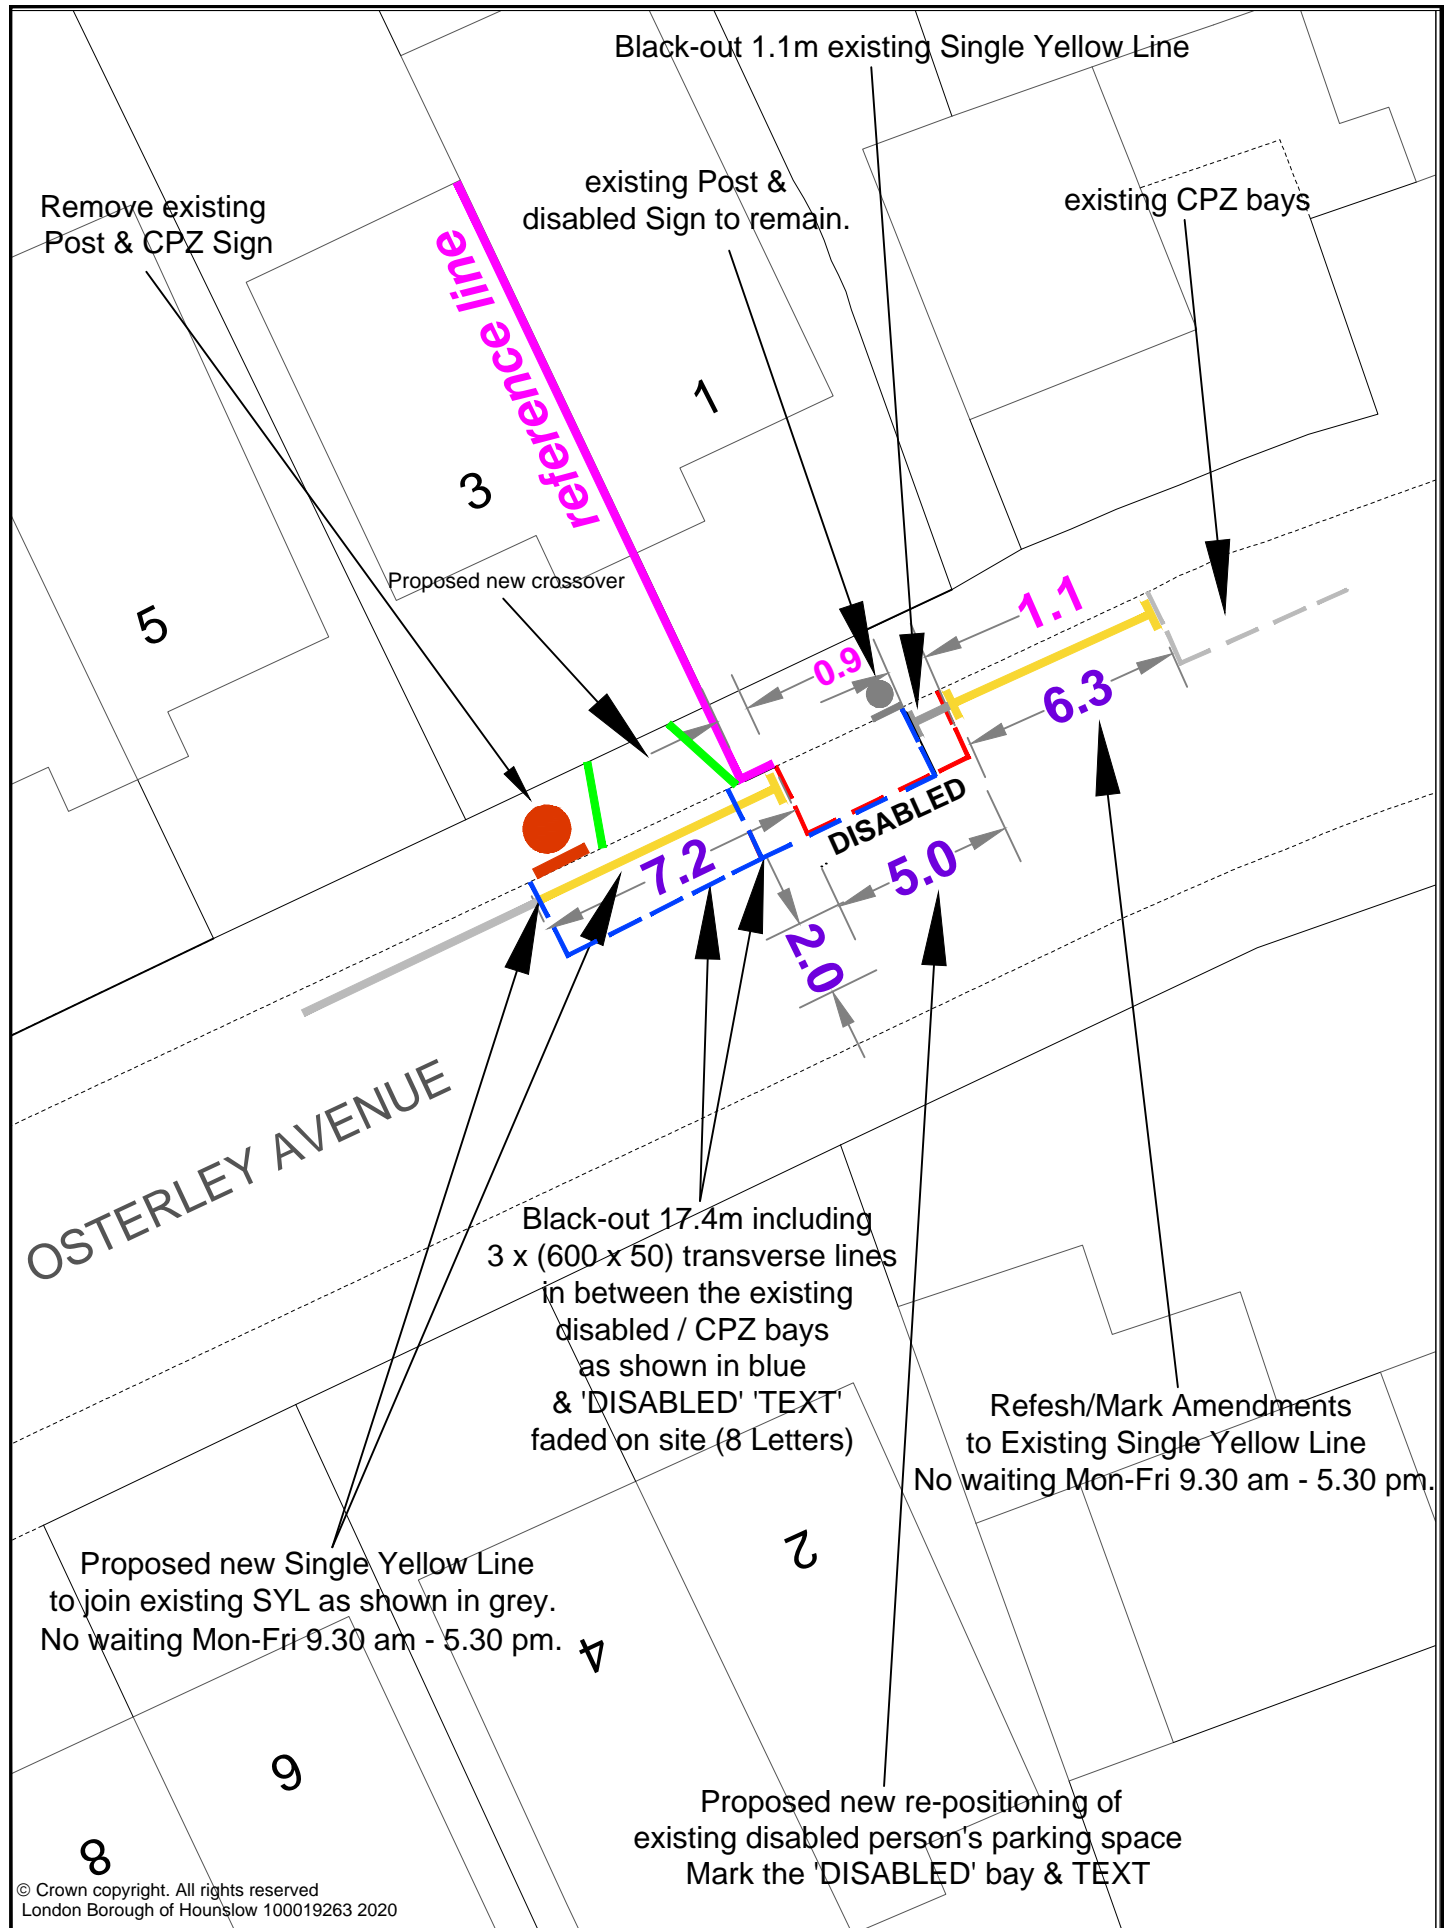 Black-out 1.1m existing Single Yellow Line
Remove existing
Post & CPZ Sign
existing Post &
disabled Sign to remain.
existing CPZ bays
reference line
1
3
5
Proposed new crossover
1.1
0.9
6.3
DISABLED
7.2
5.0
2.0
OSTERLEY AVENUE
Black-out 17.4m including
3 x (600 x 50) transverse lines
in between the existing
disabled / CPZ bays
as shown in blue
& 'DISABLED' 'TEXT'
faded on site (8 Letters)
Refesh/Mark Amendments
to Existing Single Yellow Line
No waiting Mon-Fri 9.30 am - 5.30 pm.
Proposed new Single Yellow Line
to join existing SYL as shown in grey.
No waiting Mon-Fri 9.30 am - 5.30 pm.
2
4
6
8
Proposed new re-positioning of
existing disabled person's parking space
Mark the 'DISABLED' bay & TEXT
© Crown copyright. All rights reserved
London Borough of Hounslow 100019263 2020